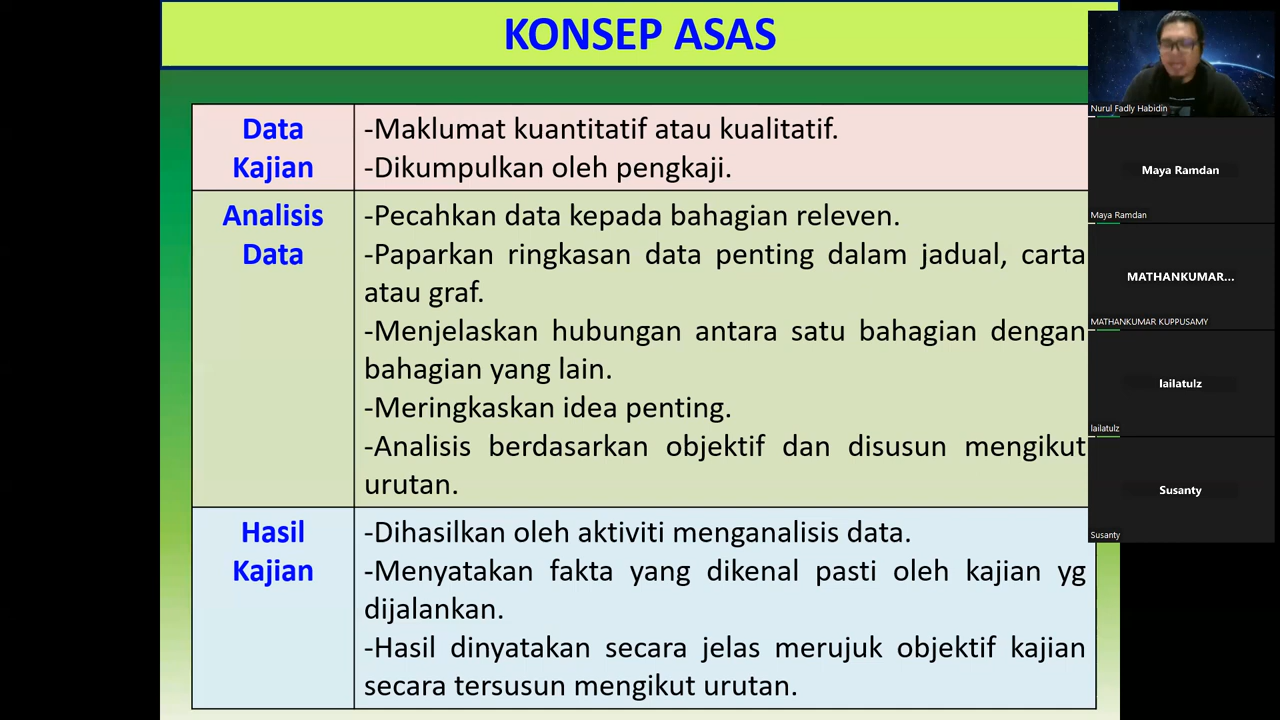 KONSEP ASAS
Data
Kajian
-Maklumat kuantitatif atau kualitatif.
-Dikumpulkan oleh pengkaji.
Analisis
Data
-Pecahkan data kepada bahagian releven.
-Paparkan ringkasan data penting dalam jadual, carta
atau graf.
-Menjelaskan hubungan antara satu bahagian dengan
bahagian yang lain.
-Meringkaskan idea penting.
-Analisis berdasarkan objektif dan disusun mengikut
urutan.
Hasil
Kajian
-Dihasilkan oleh aktiviti menganalisis data.
-Menyatakan fakta yang dikenal pasti oleh kajian yg
dijalankan.
-Hasil dinyatakan secara jelas merujuk objektif kajian
secara tersusun mengikut urutan.
Nurul Fadly Habidin
Maya Ramdan
Maya Ramdan
MATHANKUMAR...
MATHANKUMAR KUPPUSAMY
lailatulz
lailatulz
Susanty
Susanty